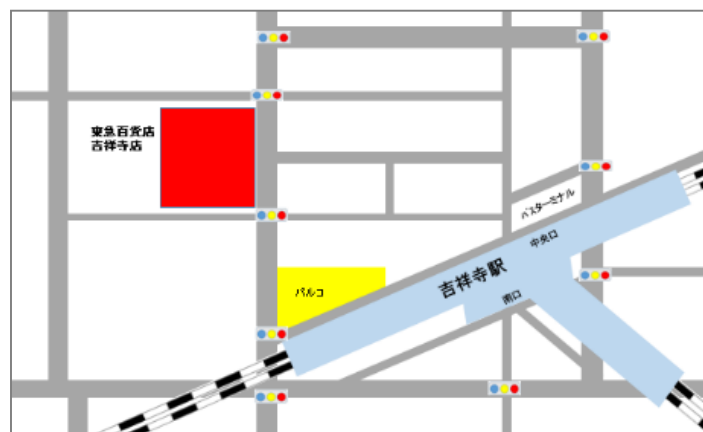 東急百貨店
吉祥寺店
バスターミナル
中央口
吉祥寺駅
パルコ
南口